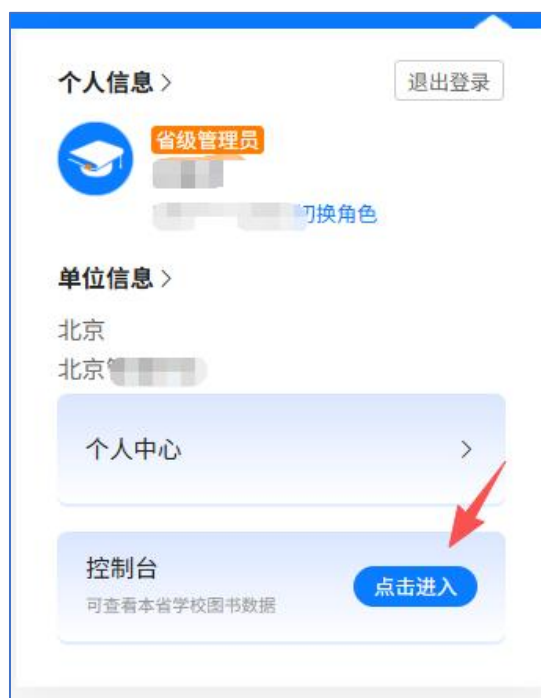 个人信息 >
退出登录
省级管理员
切换角色
单位信息 >
北京
北京
个人中心 >
控制台
点击进入
可查看本省学校图书数据